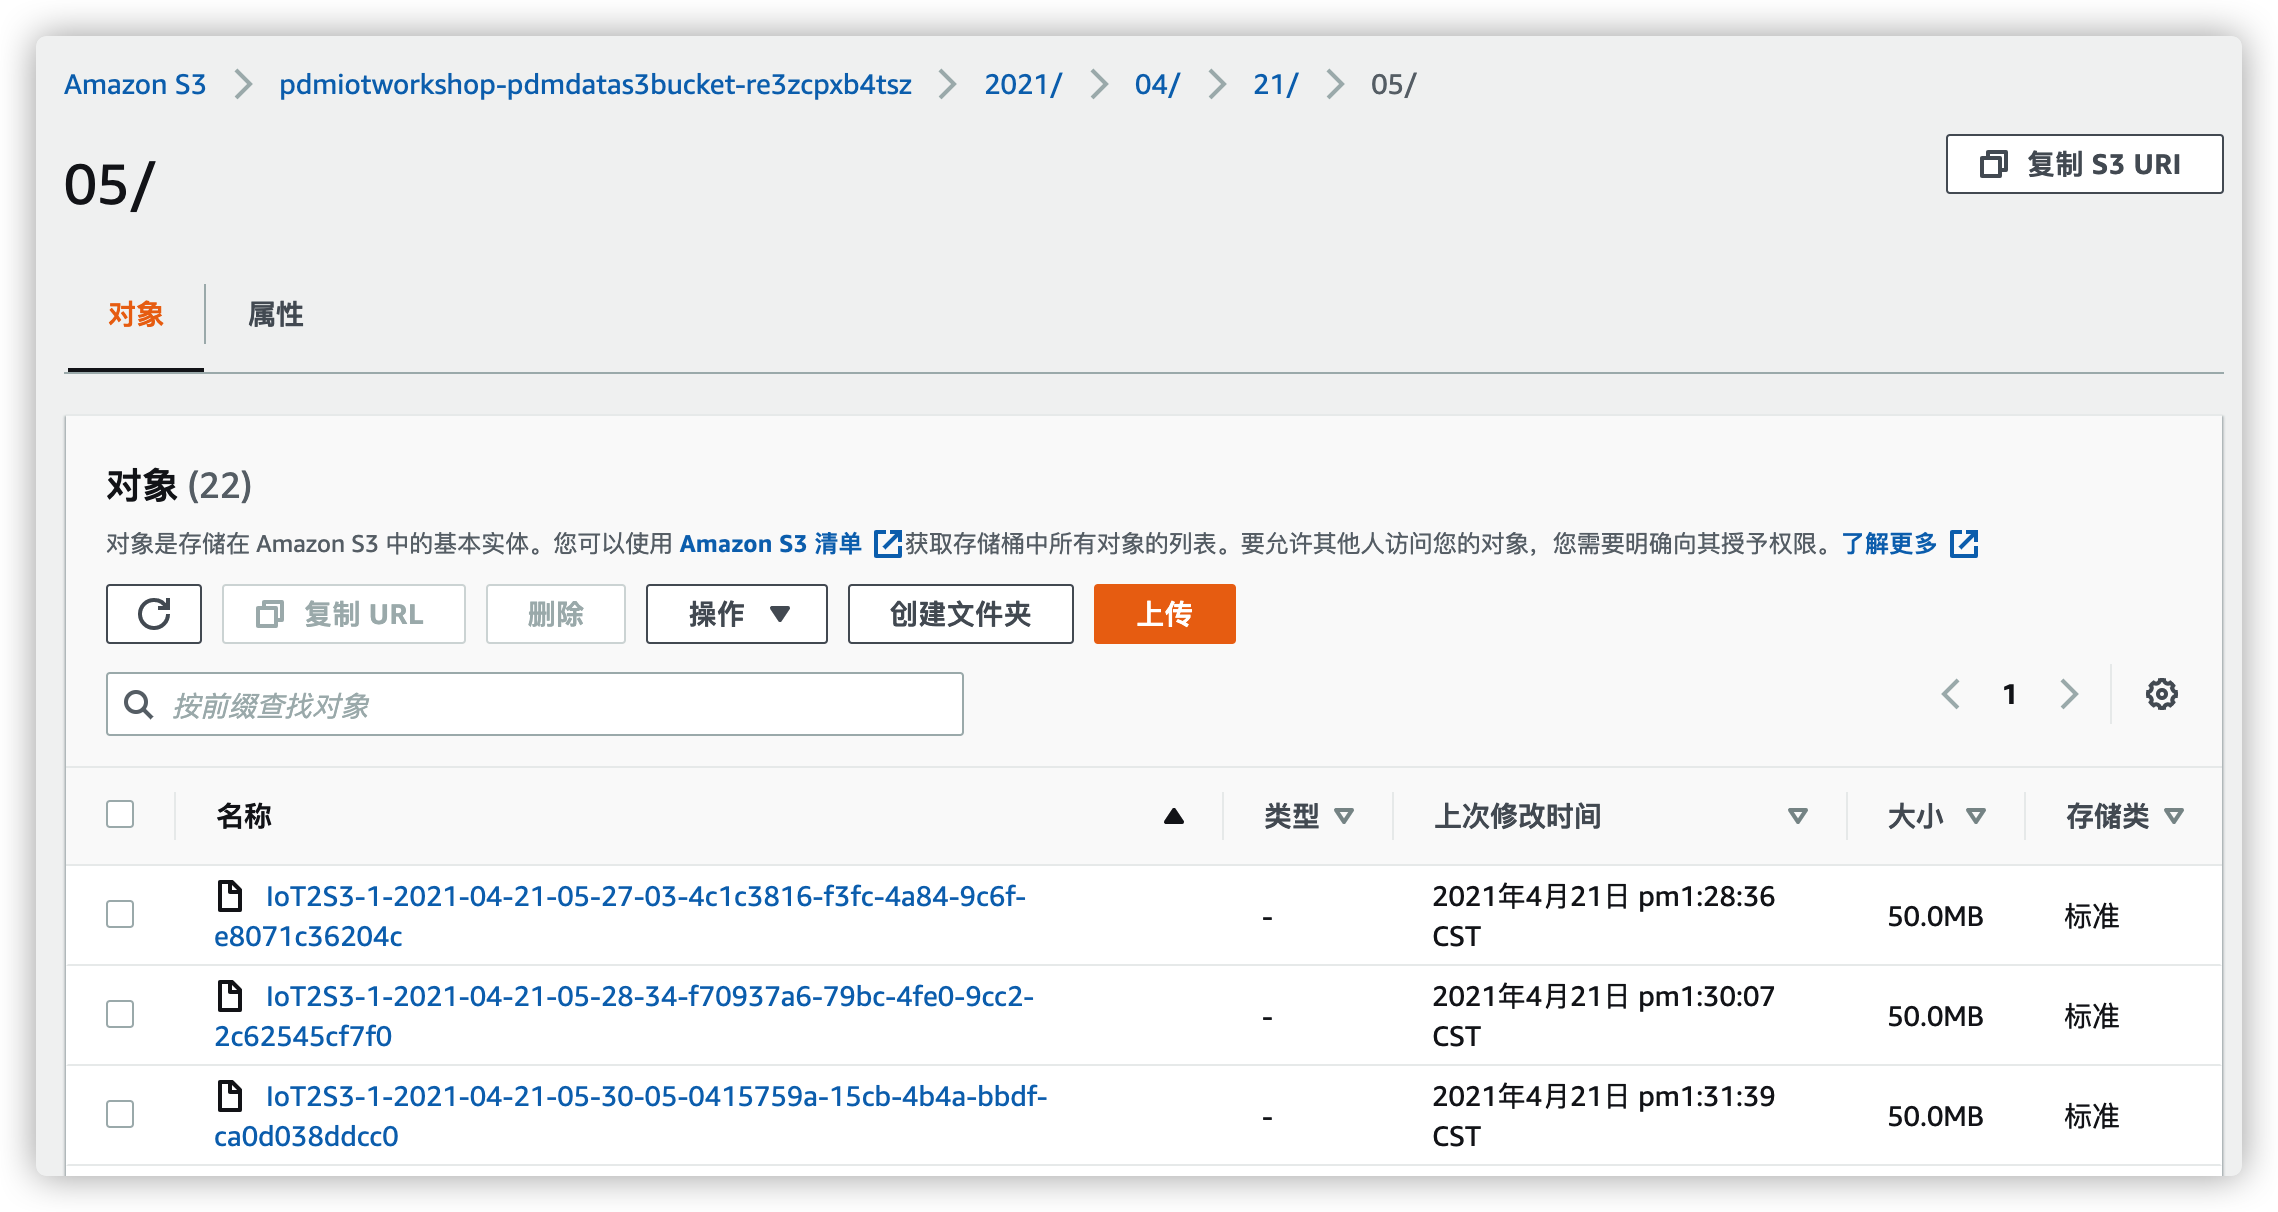 Amazon S3 pdmiotworkshop-pdmdatas3bucket-re3zcpxb4tsz 2021/ 04/ 21/ 05/
05/
复制 S3 URI
对象 属性
对象 (22)
对象是存储在 Amazon S3 中的基本实体。您可以使用 Amazon S3 清单 获取存储桶中所有对象的列表。要允许其他人访问您的对象，您需要明确向其授予权限。了解更多
复制 URL 删除 操作 创建文件夹 上传
按前缀查找对象
1
名称 类型 上次修改时间 大小 存储类
IoT2S3-1-2021-04-21-05-27-03-4c1c3816-f3fc-4a84-9c6f-
e8071c36204c
-
2021年4月21日 pm1:28:36
CST
50.0MB
标准
IoT2S3-1-2021-04-21-05-28-34-f70937a6-79bc-4fe0-9cc2-
2c62545cf7f0
-
2021年4月21日 pm1:30:07
CST
50.0MB
标准
IoT2S3-1-2021-04-21-05-30-05-0415759a-15cb-4b4a-bbdf-
ca0d038ddcc0
-
2021年4月21日 pm1:31:39
CST
50.0MB
标准